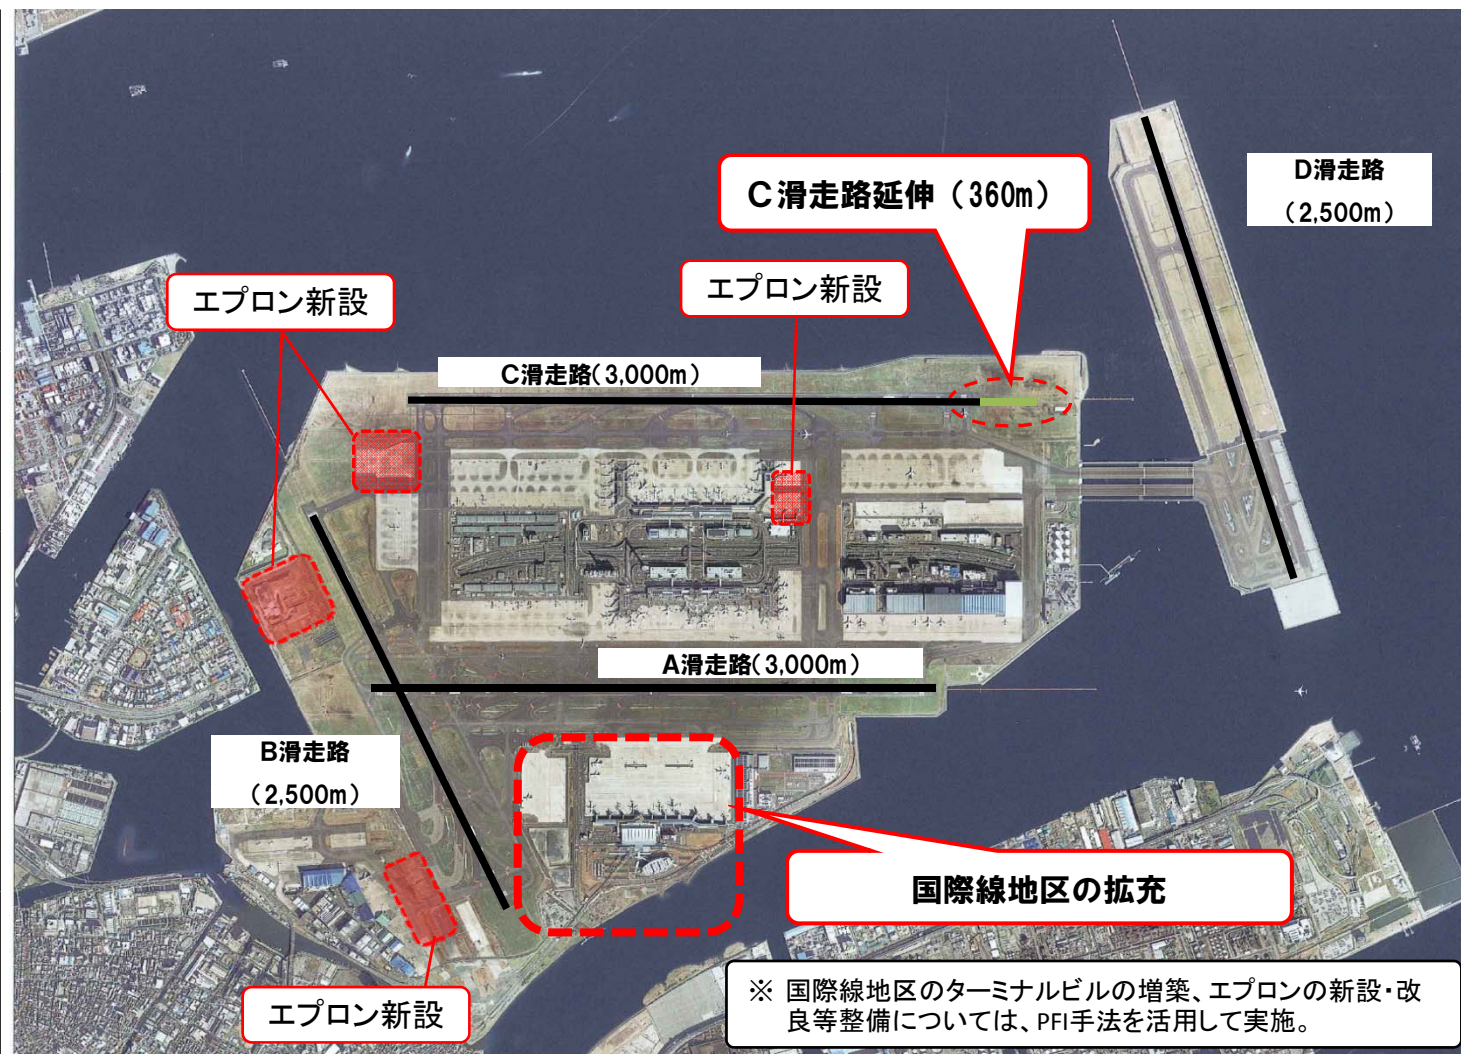 C滑走路延伸（360m）
D滑走路
（2,500m）
エプロン新設
エプロン新設
C滑走路(3,000m)
A滑走路(3,000m)
B滑走路
（2,500m）
国際線地区の拡充
エプロン新設
※ 国際線地区のターミナルビルの増築、エプロンの新設・改
良等整備については、PFI手法を活用して実施。